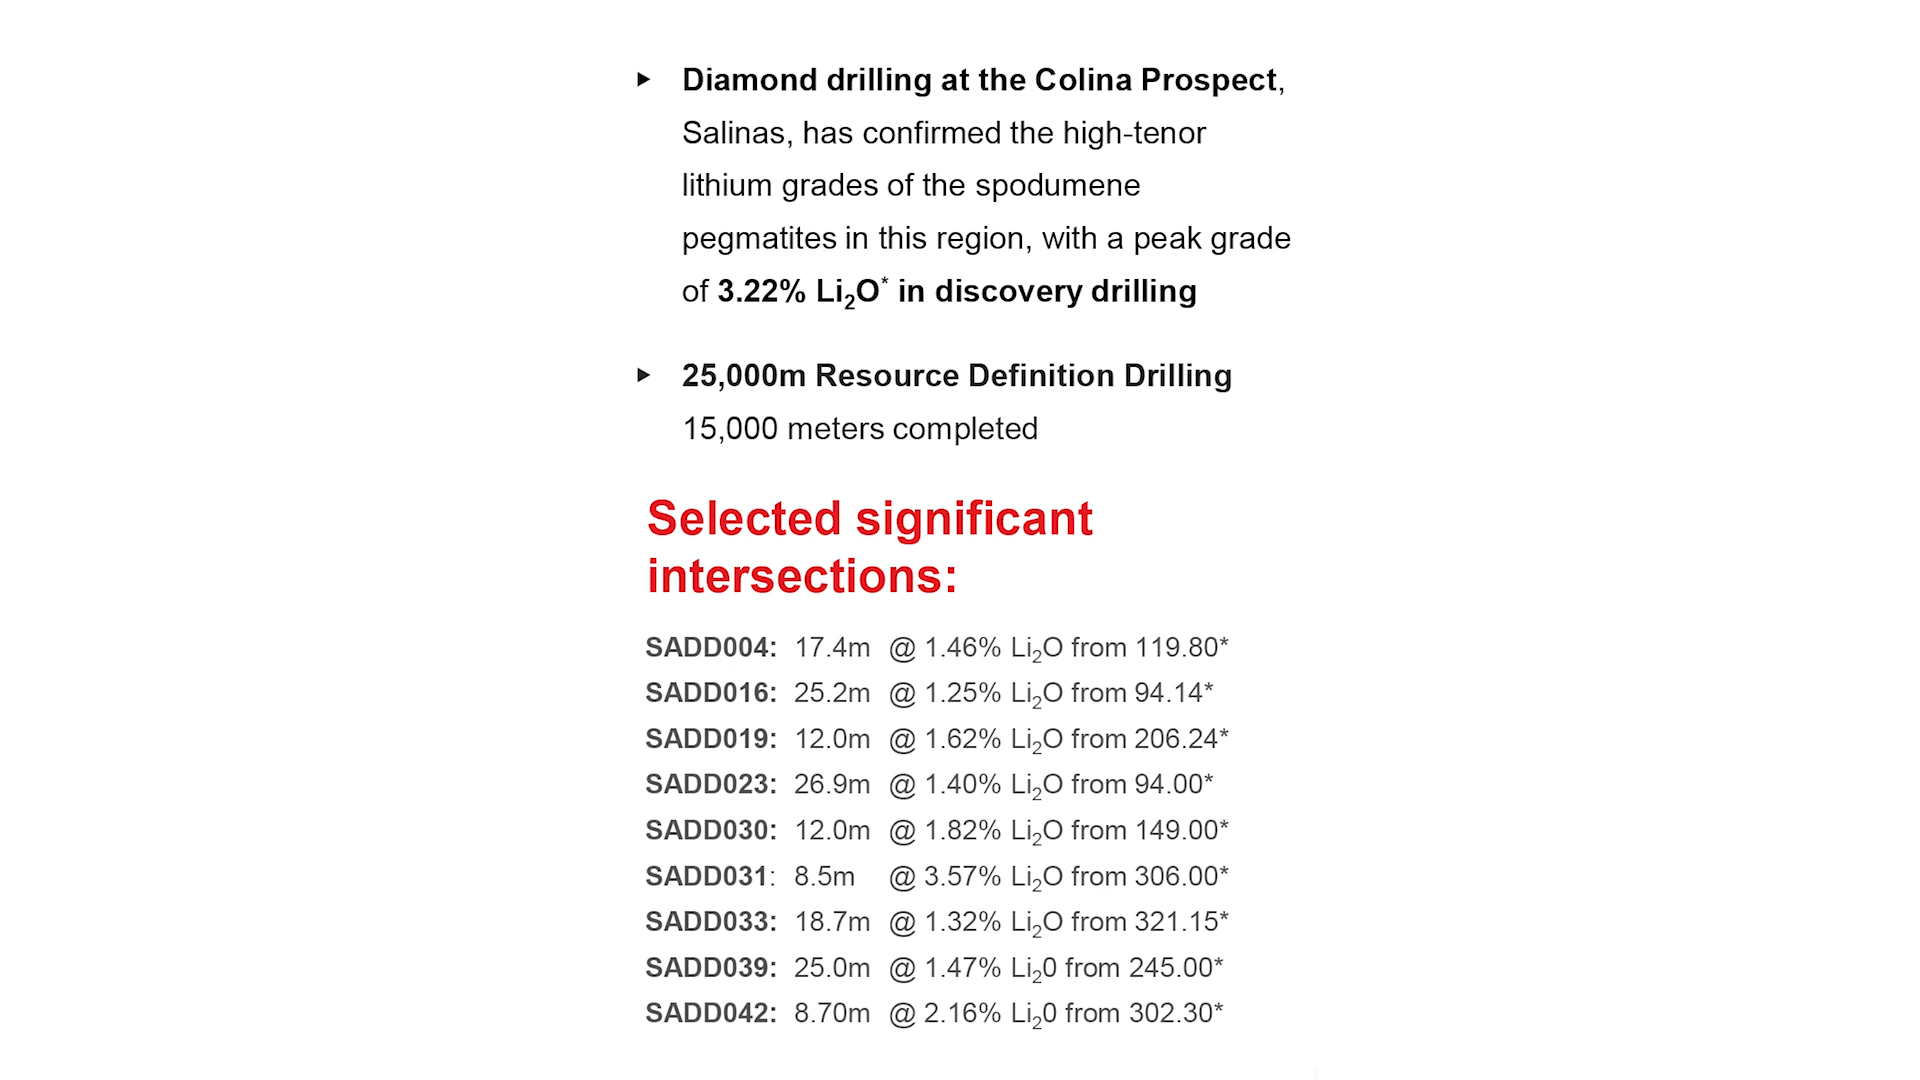 ▶ Diamond drilling at the Colina Prospect,
Salinas, has confirmed the high-tenor
lithium grades of the spodumene
pegmatites in this region, with a peak grade
of 3.22% Li₂O* in discovery drilling
▶ 25,000m Resource Definition Drilling
15,000 meters completed
Selected significant
intersections:
SADD004: 17.4m @ 1.46% Li₂O from 119.80*
SADD016: 25.2m @ 1.25% Li₂O from 94.14*
SADD019: 12.0m @ 1.62% Li₂O from 206.24*
SADD023: 26.9m @ 1.40% Li₂O from 94.00*
SADD030: 12.0m @ 1.82% Li₂O from 149.00*
SADD031: 8.5m @ 3.57% Li₂O from 306.00*
SADD033: 18.7m @ 1.32% Li₂O from 321.15*
SADD039: 25.0m @ 1.47% Li₂0 from 245.00*
SADD042: 8.70m @ 2.16% Li₂0 from 302.30*